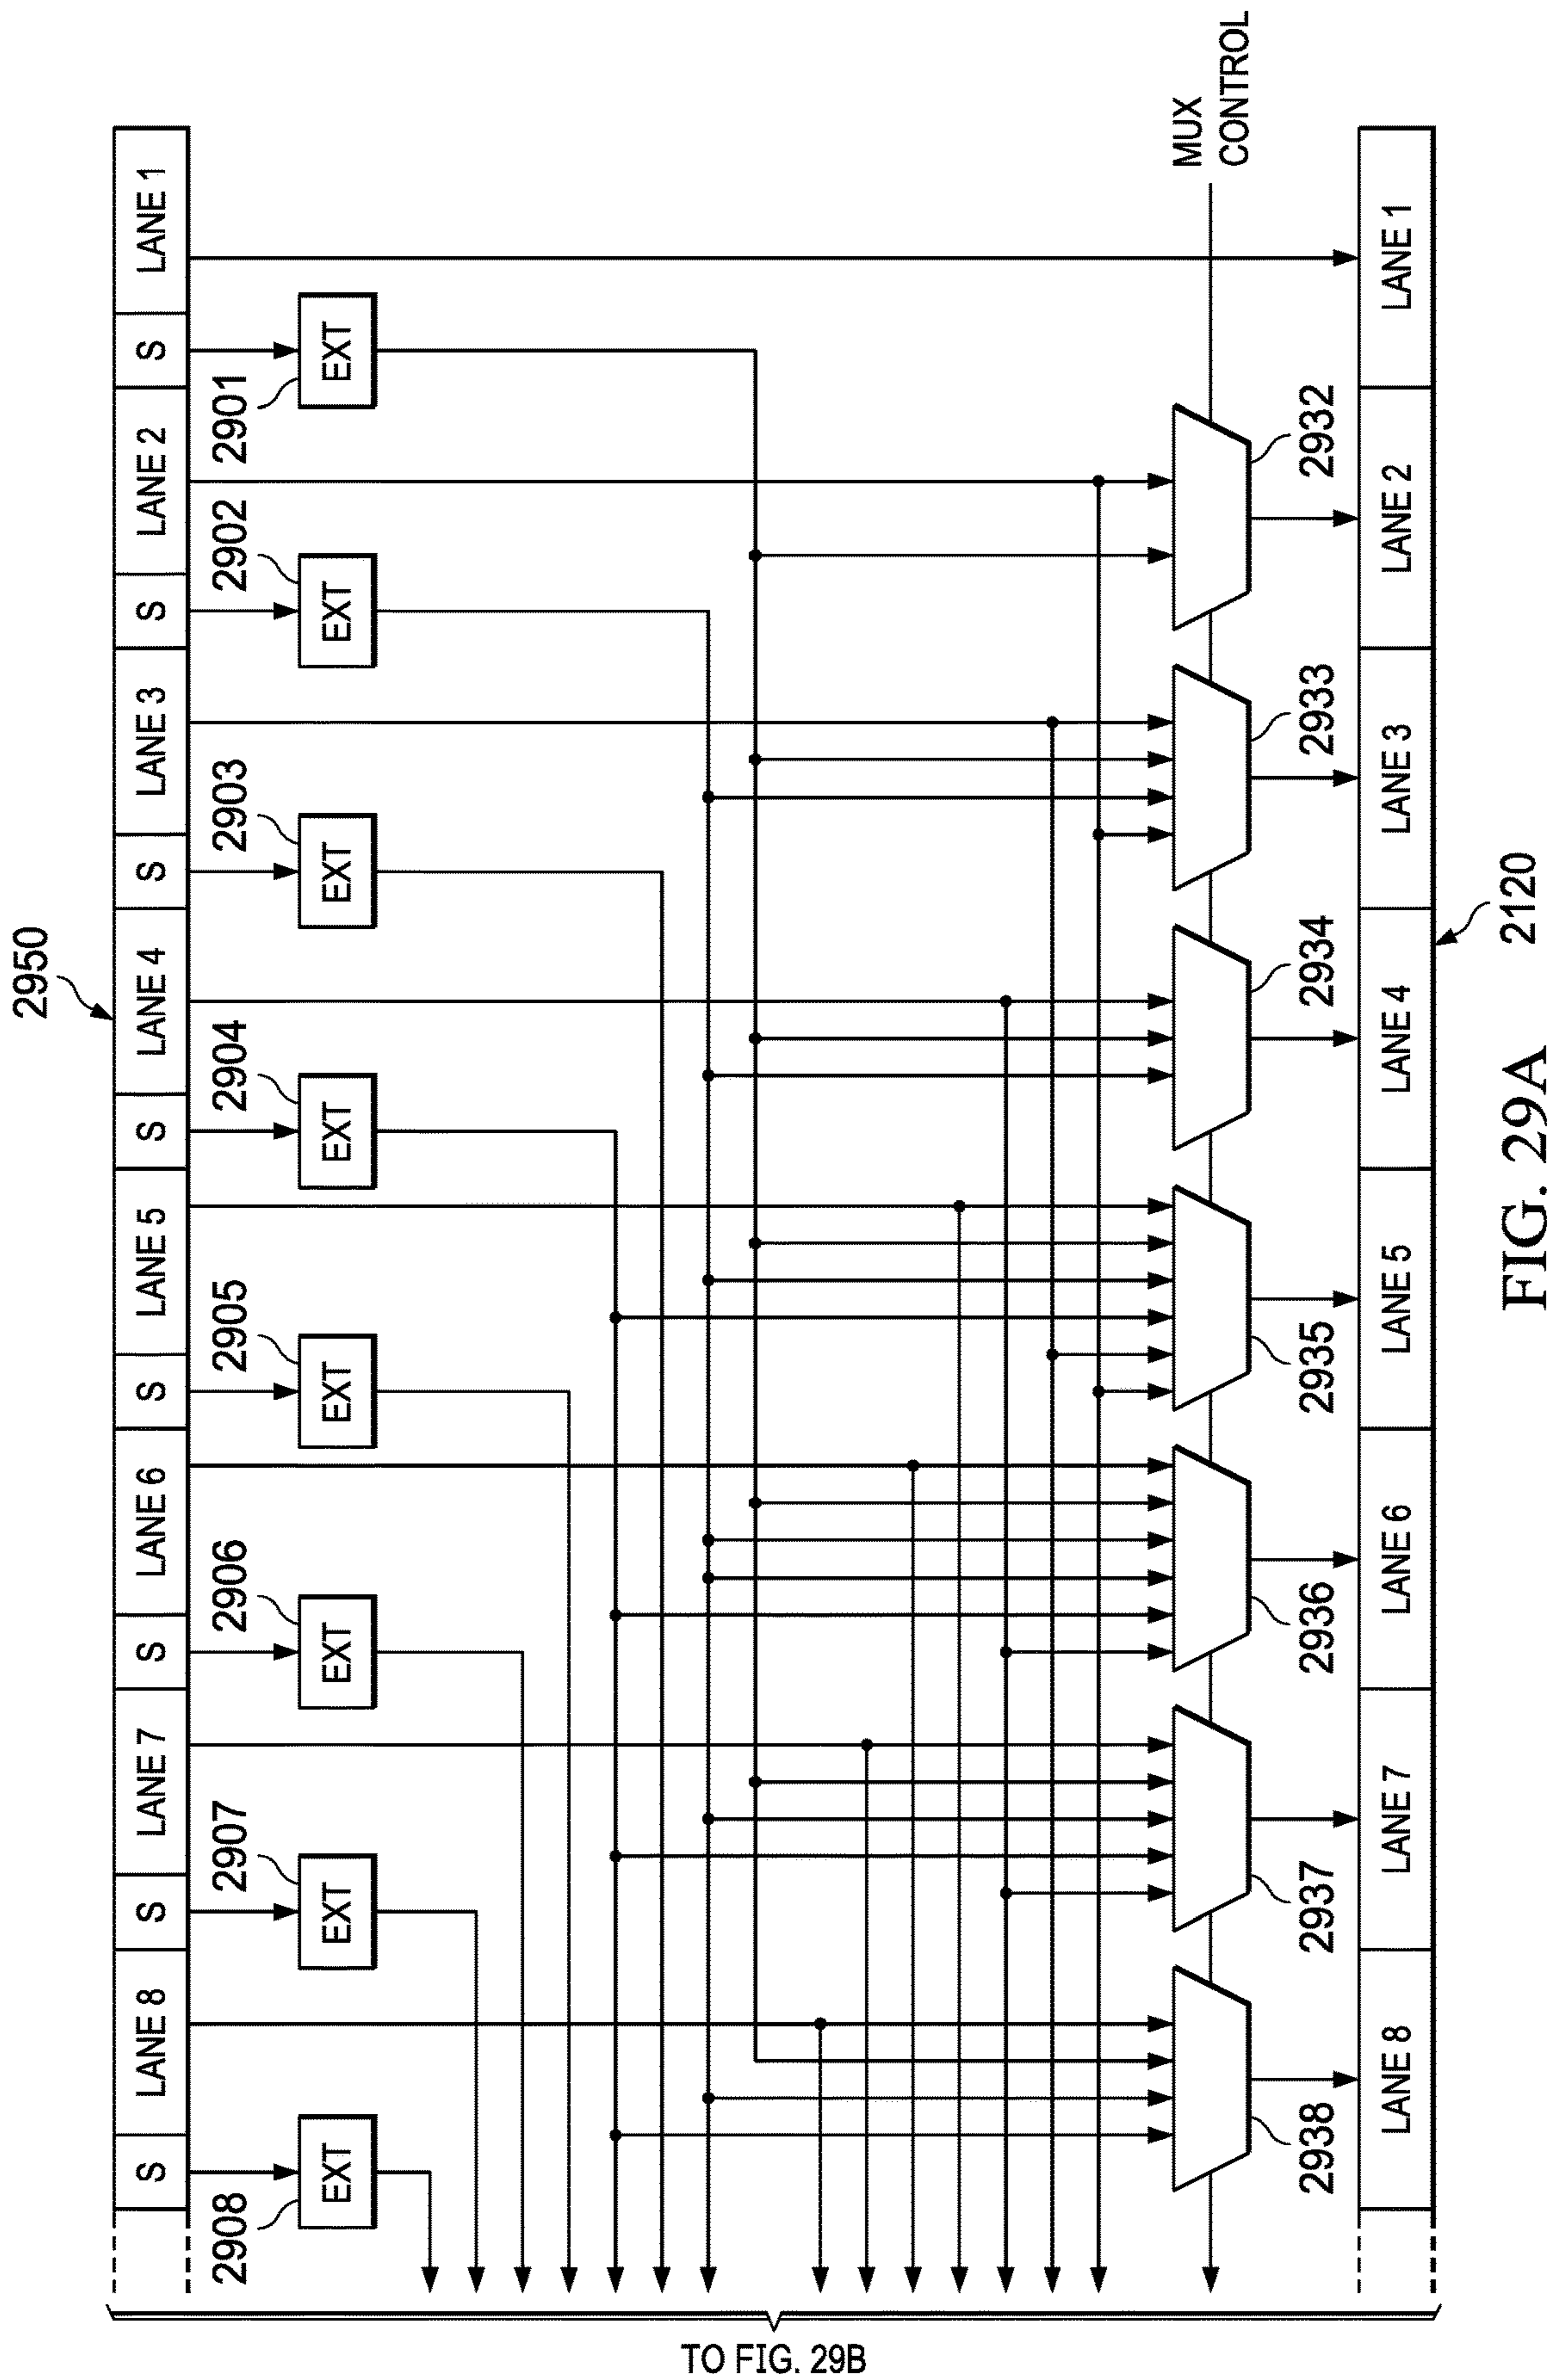 2950
S
LANE 8
S
LANE 7
S
LANE 6
S
LANE 5
S
LANE 4
S
LANE 3
S
LANE 2
S
LANE 1
2908
2907
2906
2905
2904
2903
2902
2901
EXT
EXT
EXT
EXT
EXT
EXT
EXT
EXT
TO FIG. 29B
MUX
CONTROL
2938
2937
2936
2935
2934
2933
2932
LANE 8
LANE 7
LANE 6
LANE 5
LANE 4
LANE 3
LANE 2
LANE 1
2120
FIG. 29A